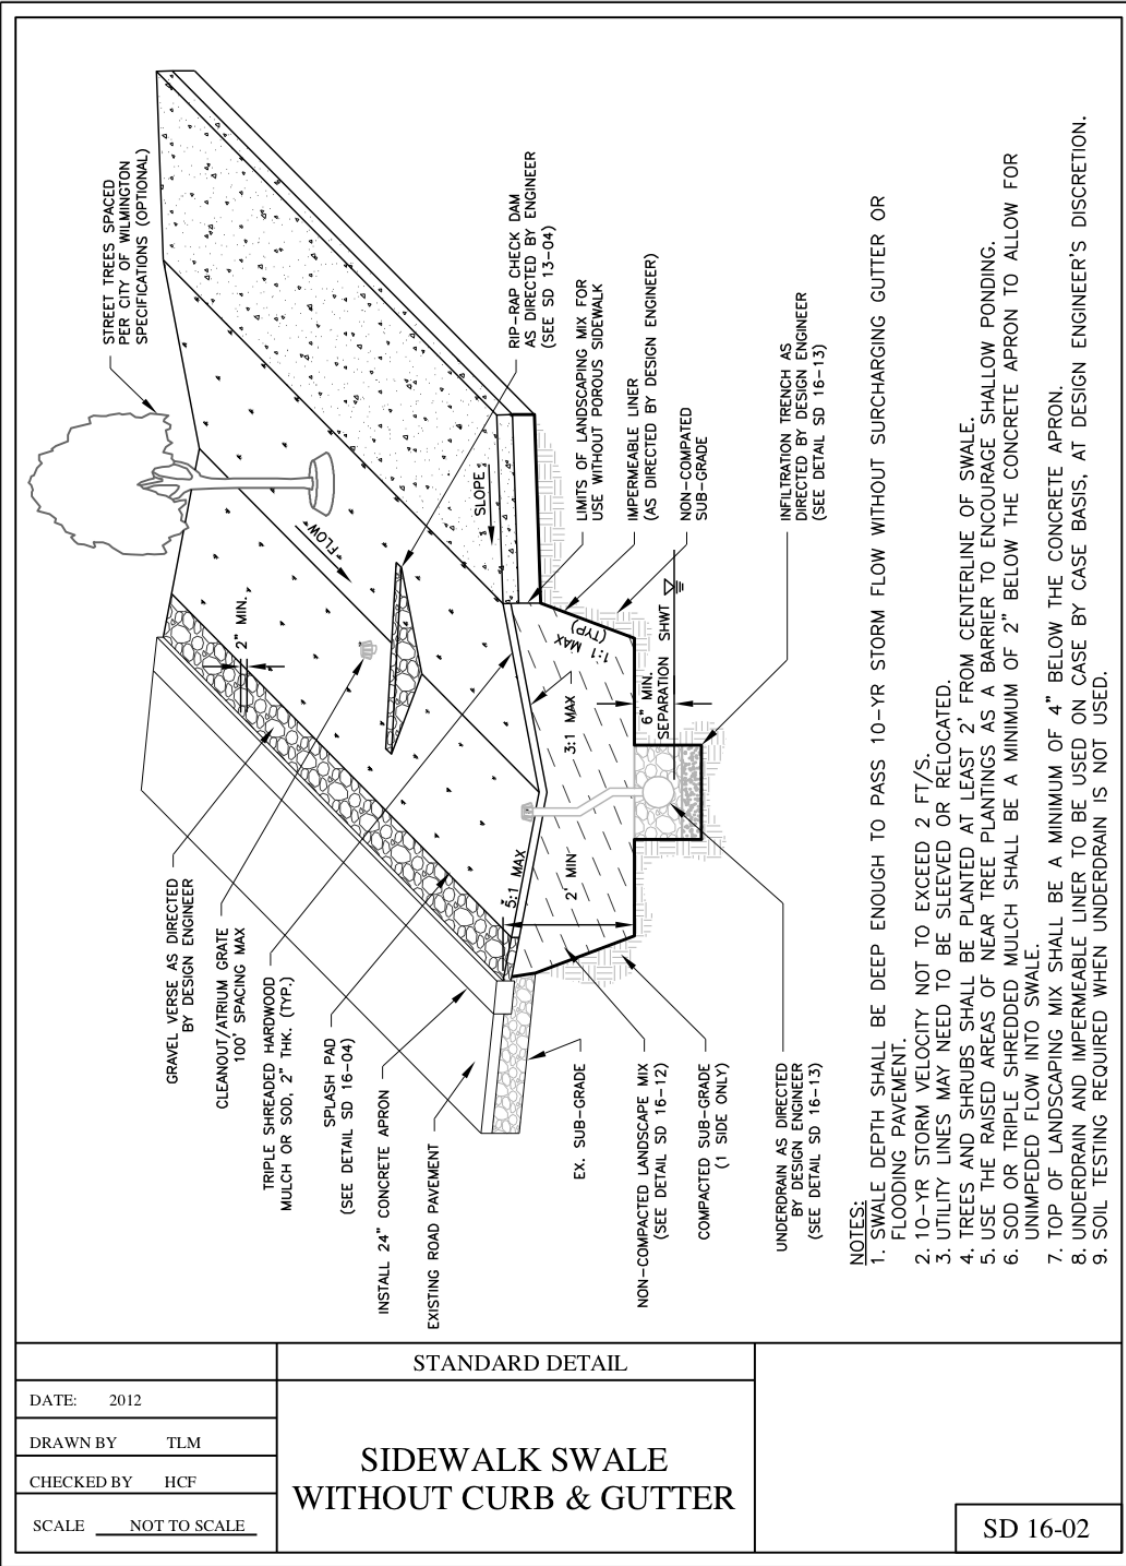 STREET TREES SPACED
PER CITY OF WILMINGTON
SPECIFICATIONS (OPTIONAL)
RIP-RAP CHECK DAM
AS DIRECTED BY ENGINEER
(SEE SD 13-04)
LIMITS OF LANDSCAPING MIX FOR
USE WITHOUT POROUS SIDEWALK
IMPERMEABLE LINER
(AS DIRECTED BY DESIGN ENGINEER)
NON-COMPATED
SUB-GRADE
INFILTRATION TRENCH AS
DIRECTED BY DESIGN ENGINEER
(SEE DETAIL SD 16-13)
FLOW
SLOPE
2" MIN.
1:1 MAX
(TYP)
3:1 MAX
6" MIN.
SEPARATION
SHWT
5:1 MAX
2' MIN
GRAVEL VERSE AS DIRECTED
BY DESIGN ENGINEER
CLEANOUT/ATRIUM GRATE
100' SPACING MAX
TRIPLE SHREADED HARDWOOD
MULCH OR SOD, 2" THK. (TYP.)
SPLASH PAD
(SEE DETAIL SD 16-04)
INSTALL 24" CONCRETE APRON
EXISTING ROAD PAVEMENT
EX. SUB-GRADE
NON-COMPACTED LANDSCAPE MIX
(SEE DETAIL SD 16-12)
COMPACTED SUB-GRADE
(1 SIDE ONLY)
UNDERDRAIN AS DIRECTED
BY DESIGN ENGINEER
(SEE DETAIL SD 16-13)
NOTES:
1. SWALE DEPTH SHALL BE DEEP ENOUGH TO PASS 10-YR STORM FLOW WITHOUT SURCHARGING GUTTER OR
FLOODING PAVEMENT.
2. 10-YR STORM VELOCITY NOT TO EXCEED 2 FT/S.
3. UTILITY LINES MAY NEED TO BE SLEEVED OR RELOCATED.
4. TREES AND SHRUBS SHALL BE PLANTED AT LEAST 2' FROM CENTERLINE OF SWALE.
5. USE THE RAISED AREAS OF NEAR TREE PLANTINGS AS A BARRIER TO ENCOURAGE SHALLOW PONDING.
6. SOD OR TRIPLE SHREDDED MULCH SHALL BE A MINIMUM OF 2" BELOW THE CONCRETE APRON TO ALLOW FOR
UNIMPEDED FLOW INTO SWALE.
7. TOP OF LANDSCAPING MIX SHALL BE A MINIMUM OF 4" BELOW THE CONCRETE APRON.
8. UNDERDRAIN AND IMPERMEABLE LINER TO BE USED ON CASE BY CASE BASIS, AT DESIGN ENGINEER'S DISCRETION.
9. SOIL TESTING REQUIRED WHEN UNDERDRAIN IS NOT USED.
DATE: 2012
DRAWN BY TLM
CHECKED BY HCF
SCALE NOT TO SCALE
STANDARD DETAIL
SIDEWALK SWALE
WITHOUT CURB & GUTTER
SD 16-02